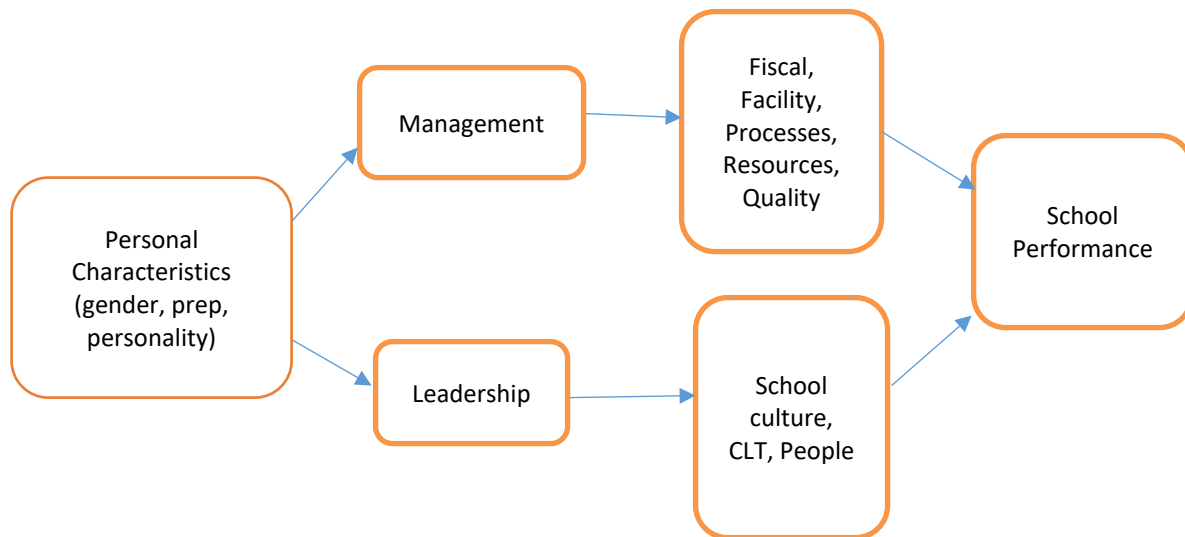 Personal
Characteristics
(gender, prep,
personality)
Management
Fiscal,
Facility,
Processes,
Resources,
Quality
Leadership
School
culture,
CLT, People
School
Performance